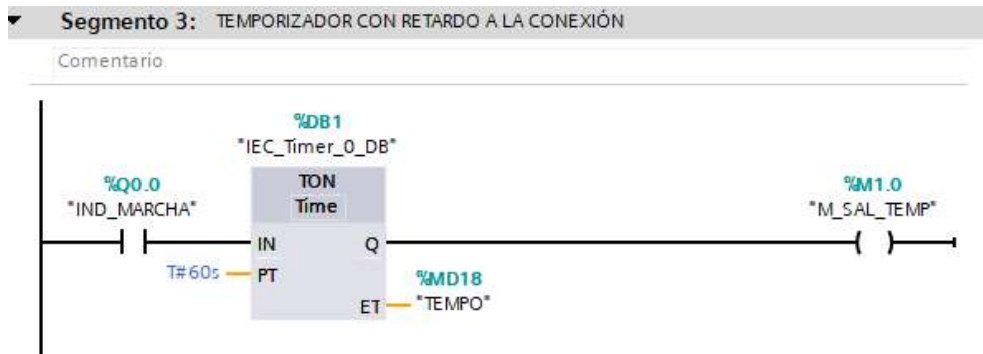 Segmento 3: TEMPORIZADOR CON RETARDO A LA CONEXIÓN
Comentario
%DB1
"IEC_Timer_0_DB"
%Q0.0
"IND_MARCHA"
TON
Time
%M1.0
"M_SAL_TEMP"
IN Q
T#60s PT
%MD18
ET "TEMPO"